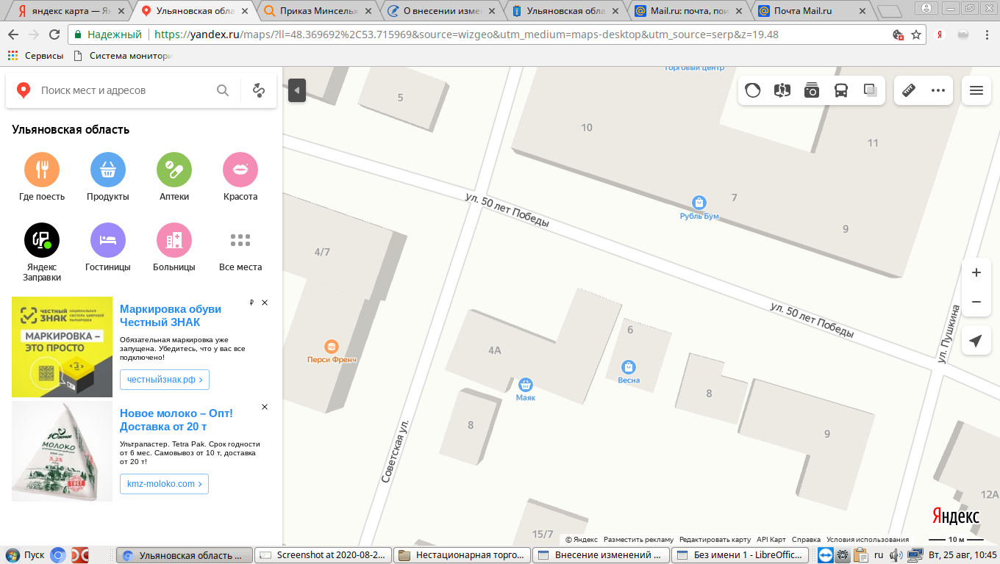 яндекс карта — Ян
Ульяновская обла
Приказ Минсельх
О внесении измен
Ульяновская обла
Mail.ru: почта, пои
Почта Mail.ru
Надежный
https://yandex.ru/maps/?ll=48.369692%2C53.715969&source=wizgeo&utm_medium=maps-desktop&utm_source=serp&z=19.48
Сервисы
Система монитори
Поиск мест и адресов
Ульяновская область
Где поесть
Продукты
Аптеки
Красота
Яндекс
Заправки
Гостиницы
Больницы
Все места
ЧЕСТНЫЙ
ЗНАК
НАЦИОНАЛЬНАЯ
СИСТЕМА ЦИФРОВОЙ
МАРКИРОВКИ
МАРКИРОВКА –
ЭТО ПРОСТО
₽
Маркировка обуви
Честный ЗНАК
Обязательная маркировка уже
запущена. Убедитесь, что у вас все
подключено!
честныйзнак.рф
Южное
МОЛОКО
3,2%
ГОСТ
Новое молоко – Опт!
Доставка от 20 т
Ультрапастер. Tetra Pak. Срок годности
от 6 мес. Самовывоз от 10 т, доставка
от 20 т!
kmz-moloko.com
Торговый центр
5
10
11
7
9
Рубль Бум
ул. 50 лет Победы
4/7
Перси Френч
4А
Маяк
6
Весна
8
8
9
ул. 50 лет Победы
ул. Пушкина
Советская ул.
12А
15/7
Яндекс
© Яндекс
Разместить рекламу
Редактировать карту
API Карт
Справка
Условия использования
10 м
Пуск
Ульяновская область ...
Screenshot at 2020-08-2...
Нестационарная торго...
Внесение изменений ...
Без имени 1 - LibreOffic...
ru
Вт, 25 авг, 10:45